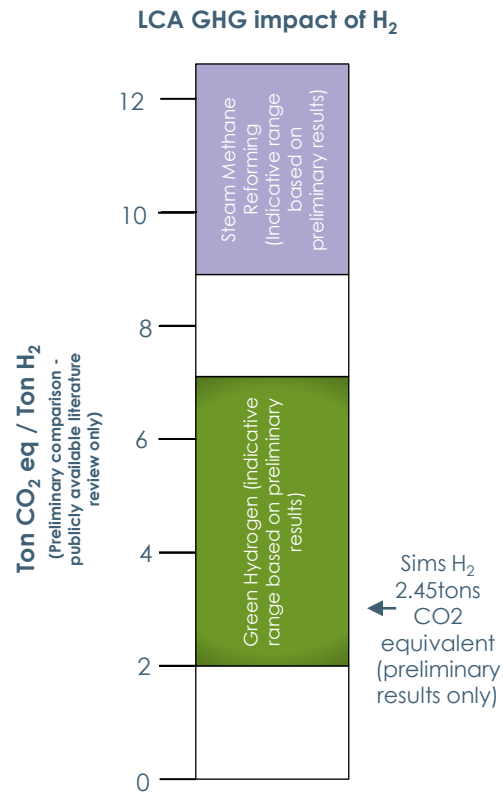 LCA GHG impact of H₂
12
10
8
6
4
2
0
Ton CO₂ eq / Ton H₂
(Preliminary comparison -
publicly available literature
review only)
Steam Methane
Reforming
(Indicative range
based on
preliminary results)
Green Hydrogen (indicative
range based on preliminary
results)
Sims H₂
2.45tons
CO2
equivalent
(preliminary
results only)